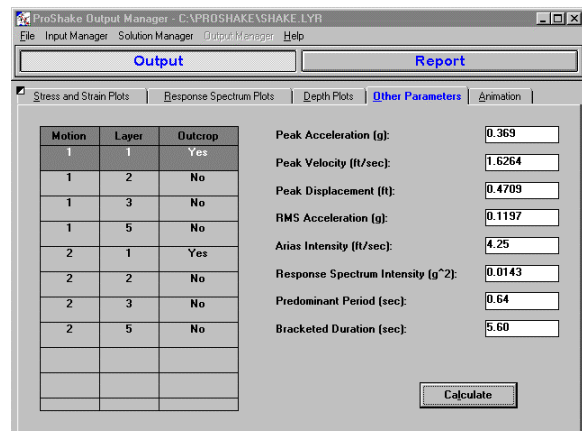 ProShake Output Manager - C:\PROSHAKE\SHAKE.LYR
File Input Manager Solution Manager Output Manager Help
Output Report
Stress and Strain Plots Response Spectrum Plots Depth Plots Other Parameters Animation
Motion Layer Outcrop
1 1 Yes
1 2 No
1 3 No
1 5 No
2 1 Yes
2 2 No
2 3 No
2 5 No
Peak Acceleration (g): 0.369
Peak Velocity (ft/sec): 1.6264
Peak Displacement (ft): 0.4709
RMS Acceleration (g): 0.1197
Arias Intensity (ft/sec): 4.25
Response Spectrum Intensity (g^2): 0.0143
Predominant Period (sec): 0.64
Bracketed Duration (sec): 5.60
Calculate